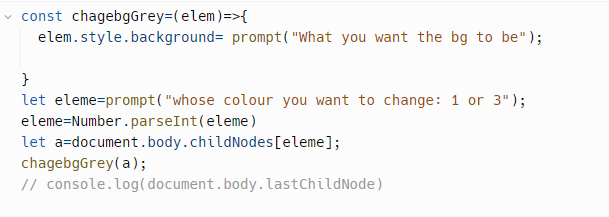 const chagebgGrey=(elem)=>{
elem.style.background= prompt("What you want the bg to be");
}
let eleme=prompt("whose colour you want to change: 1 or 3");
eleme=Number.parseInt(eleme)
let a=document.body.childNodes[eleme];
chagebgGrey(a);
// console.log(document.body.lastChildNode)